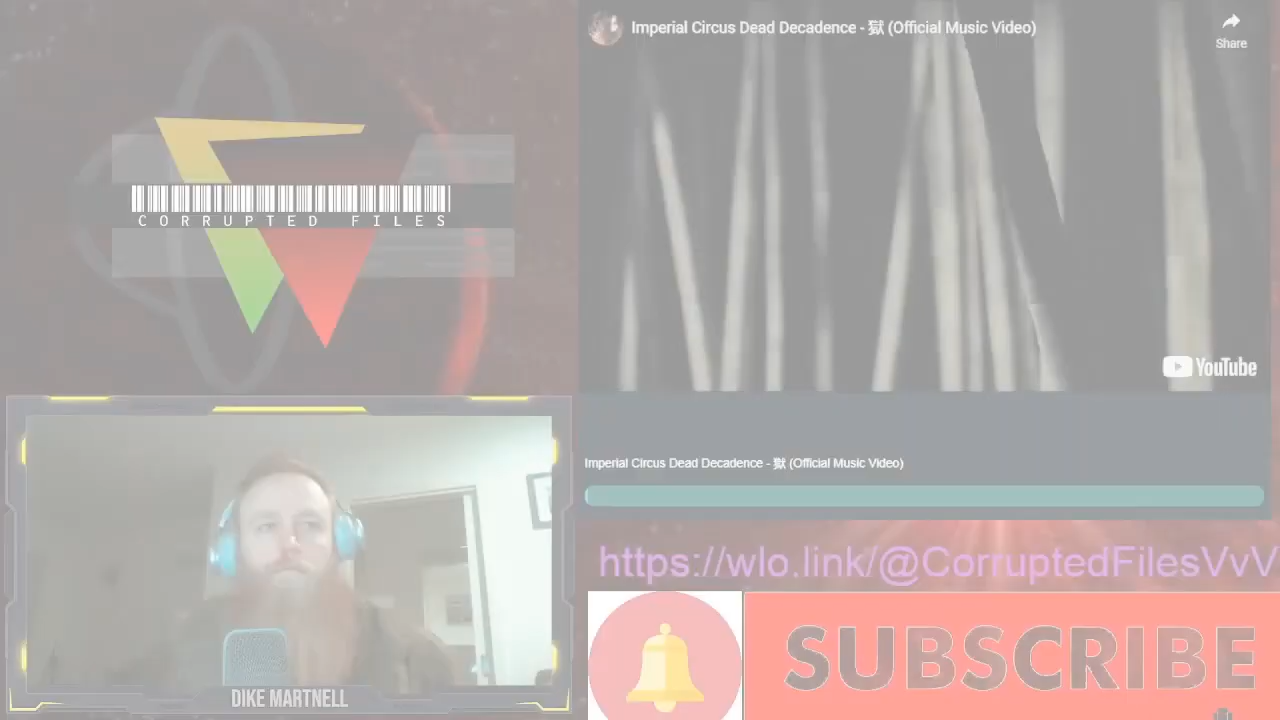 Imperial Circus Dead Decadence - 獄 (Official Music Video)
Share
CORRUPTED FILES
YouTube
Imperial Circus Dead Decadence - 獄 (Official Music Video)
https://wlo.link/@CorruptedFilesVvV
SUBSCRIBE
DIKE MARTNELL